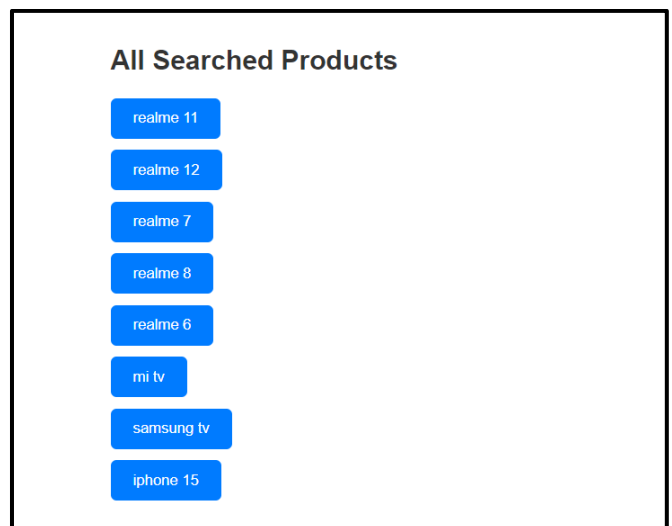 All Searched Products
realme 11
realme 12
realme 7
realme 8
realme 6
mi tv
samsung tv
iphone 15